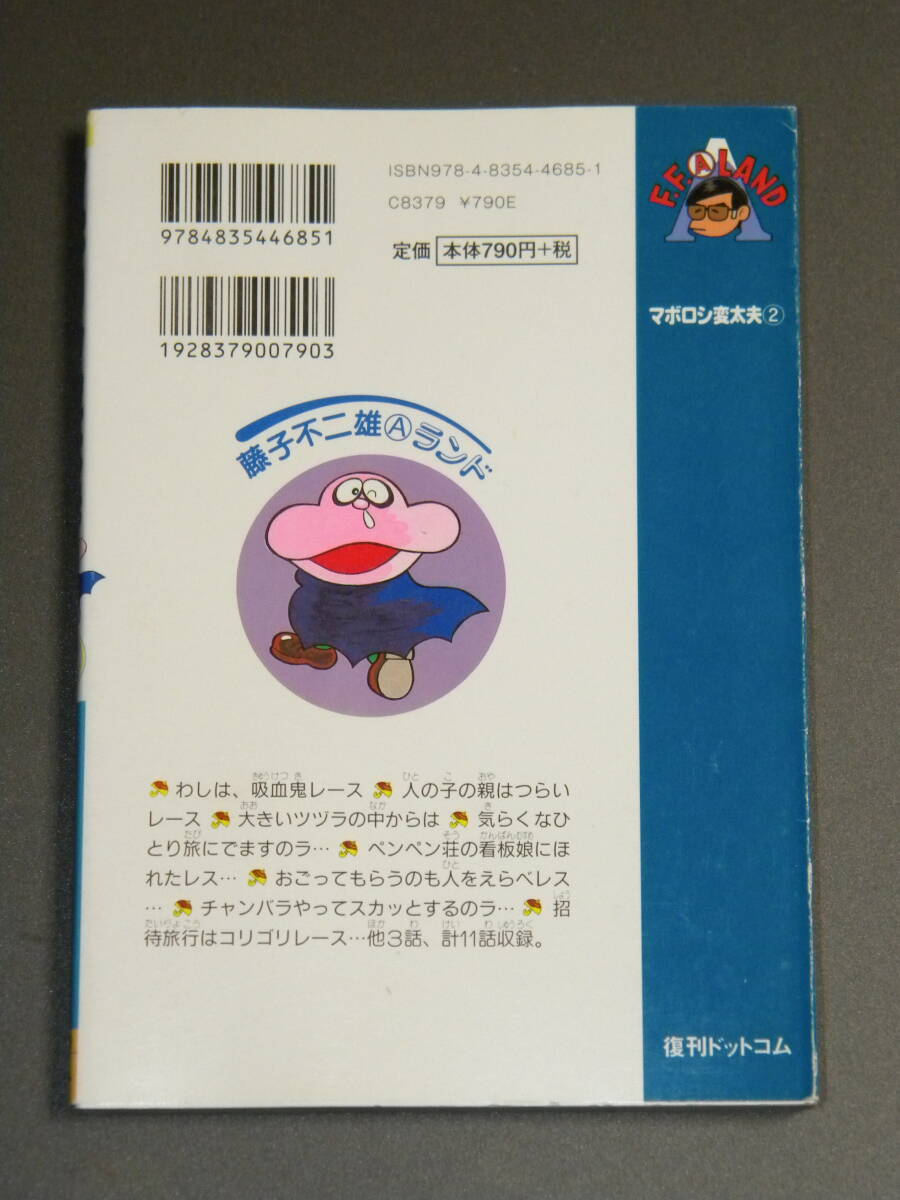 ISBN978-4-8354-4685-1
C8379 ¥790E
定価 本体790円+税
9784835446851
1928379007903
F.F.Ⓐ LAND
マボロシ変太夫②
藤子不二雄Ⓐランド
わしは、吸血鬼レース 人の子の親はつらい
レース 大きいツヅラの中からは 気らくなひ
とり旅にでますのラ… ペンペン荘の看板娘にほ
れたレス… おごってもらうのも人をえらべレス
… チャンバラやってスカッとするのラ… 招
待旅行はコリゴリレース…他3話、計11話収録。
復刊ドットコム